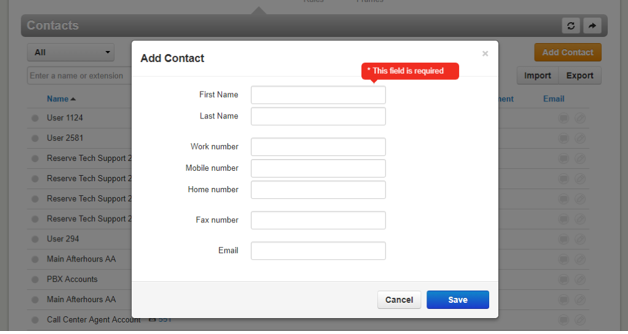 Contacts
All
Add Contact
Enter a name or extension
Import
Export
Name
Email
User 1124
User 2581
Reserve Tech Support 2
Reserve Tech Support 2
Reserve Tech Support 2
Reserve Tech Support 2
User 294
Main Afterhours AA
PBX Accounts
Main Afterhours AA
Call Center Agent Account
Add Contact
×
* This field is required
First Name
Last Name
Work number
Mobile number
Home number
Fax number
Email
Cancel
Save